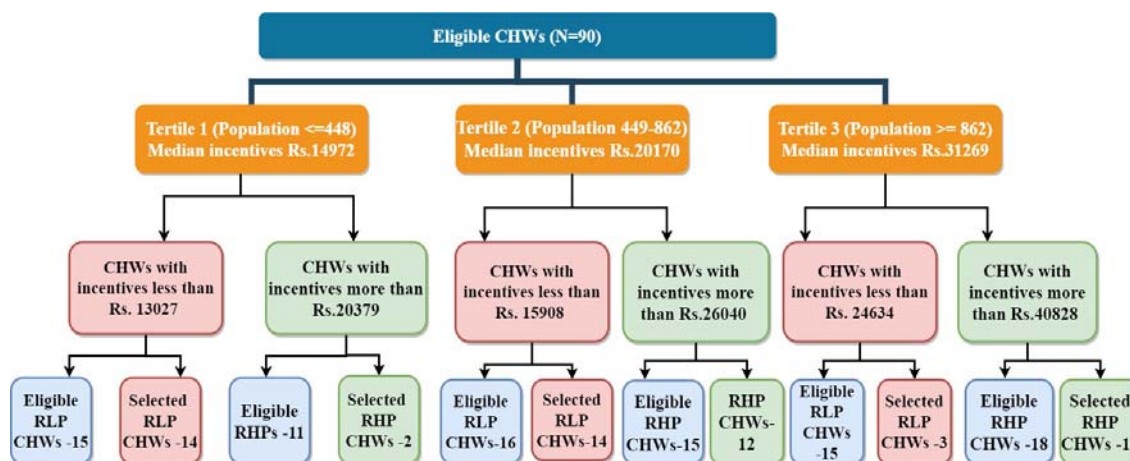 Eligible CHWs (N=90)
Tertile 1 (Population <=448)
Median incentives Rs.14972
Tertile 2 (Population 449-862)
Median incentives Rs.20170
Tertile 3 (Population >= 862)
Median incentives Rs.31269
CHWs with
incentives less than
Rs. 13027
CHWs with
incentives more than
Rs.20379
CHWs with
incentives less than
Rs. 15908
CHWs with
incentives more
than Rs.26040
CHWs with
incentives less than
Rs. 24634
CHWs with
incentives more
than Rs.40828
Eligible
RLP
CHWs -15
Selected
RLP
CHWs -14
Eligible
RHPs -11
Selected
RHP
CHWs -2
Eligible
RLP
CHWs-16
Selected
RLP
CHWs-14
Eligible
RHP
CHWs-15
RHP
CHWs-
12
Eligible
RLP
CHWs
-15
Selected
RLP
CHWs -3
Eligible
RHP
CHWs -18
Selected
RHP
CHWs -1